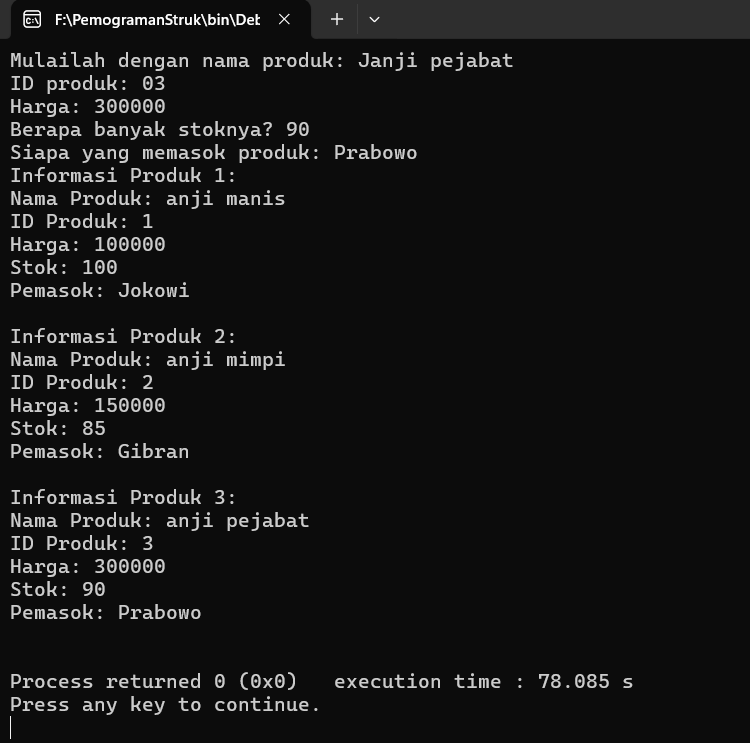 F:\PemogramanStruk\bin\Det
Mulailah dengan nama produk: Janji pejabat
ID produk: 03
Harga: 300000
Berapa banyak stoknya? 90
Siapa yang memasok produk: Prabowo
Informasi Produk 1:
Nama Produk: anji manis
ID Produk: 1
Harga: 100000
Stok: 100
Pemasok: Jokowi
Informasi Produk 2:
Nama Produk: anji mimpi
ID Produk: 2
Harga: 150000
Stok: 85
Pemasok: Gibran
Informasi Produk 3:
Nama Produk: anji pejabat
ID Produk: 3
Harga: 300000
Stok: 90
Pemasok: Prabowo
Process returned 0 (0x0)   execution time : 78.085 s
Press any key to continue.